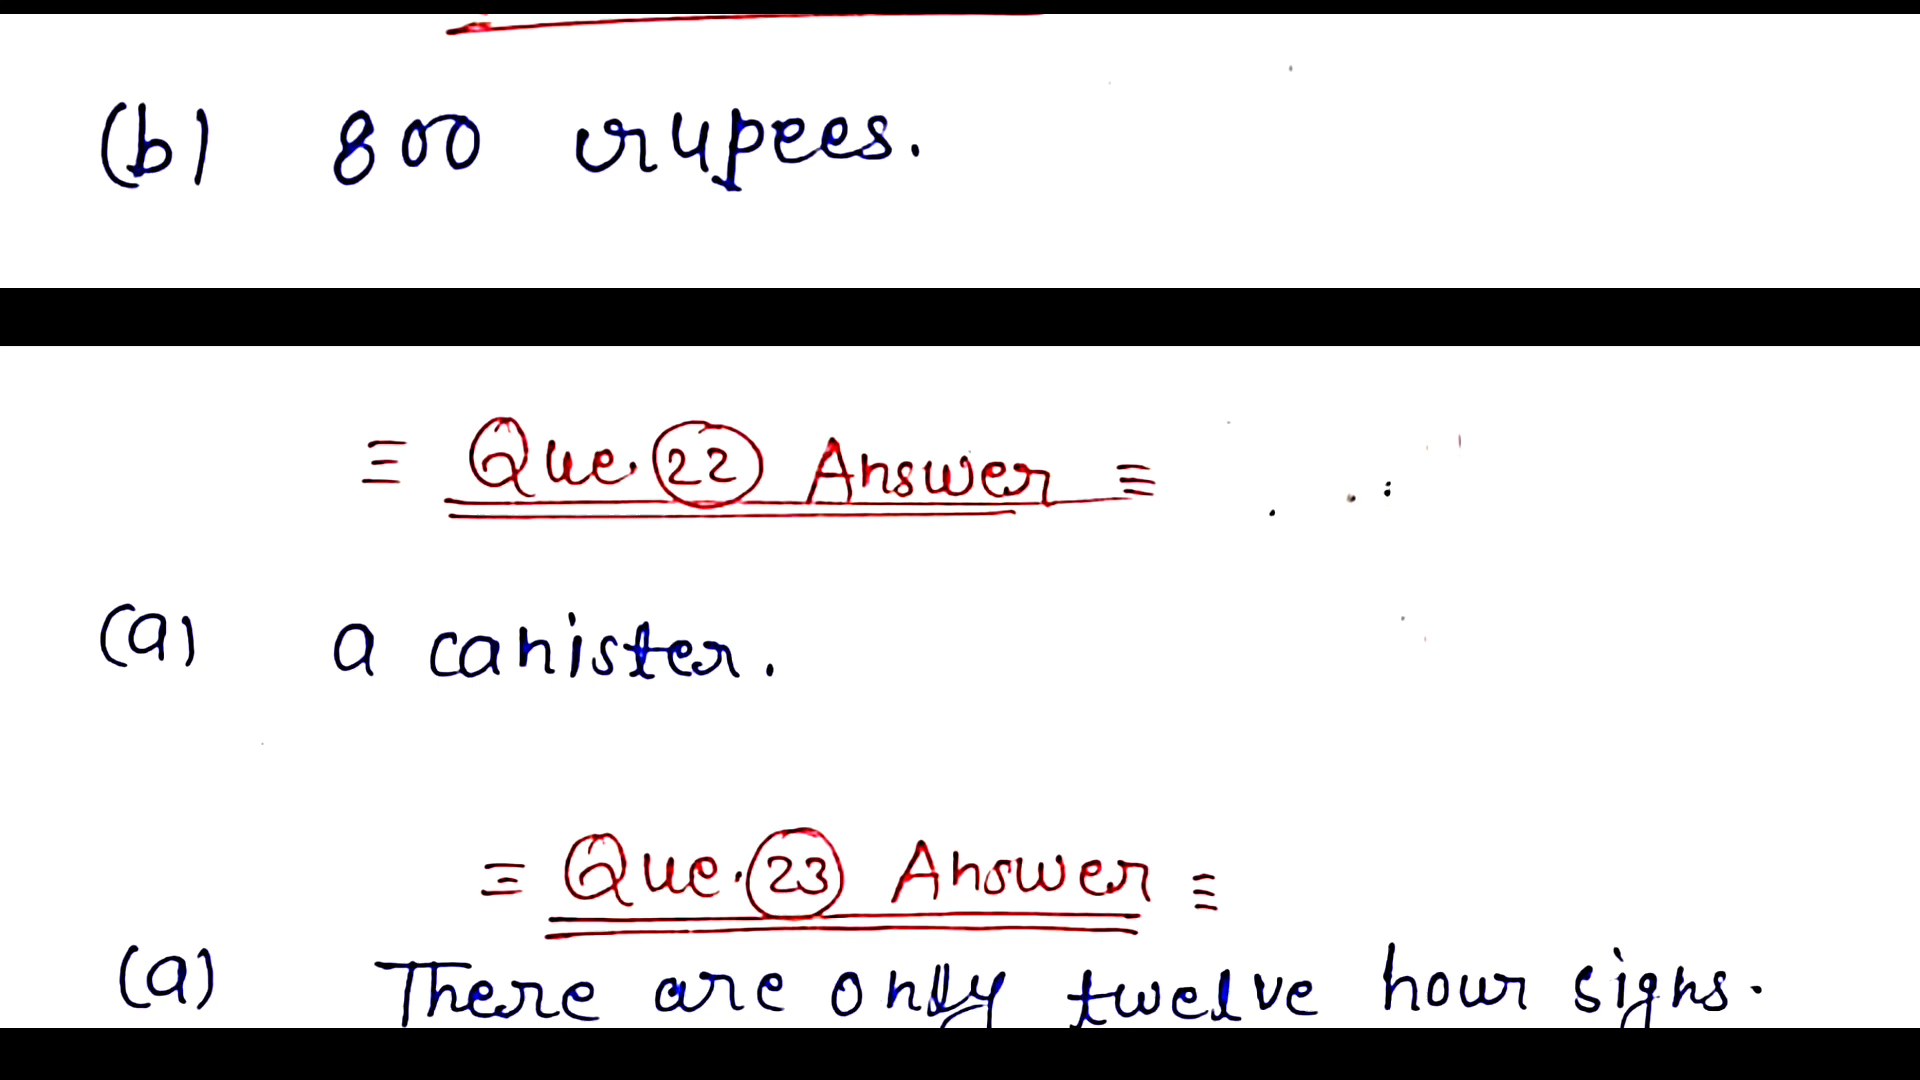 (b) 800 rupees.
≡ Que. 22 Answer ≡
(a) a canister.
≡ Que. 23 Answer ≡
(a) There are only twelve hour signs.